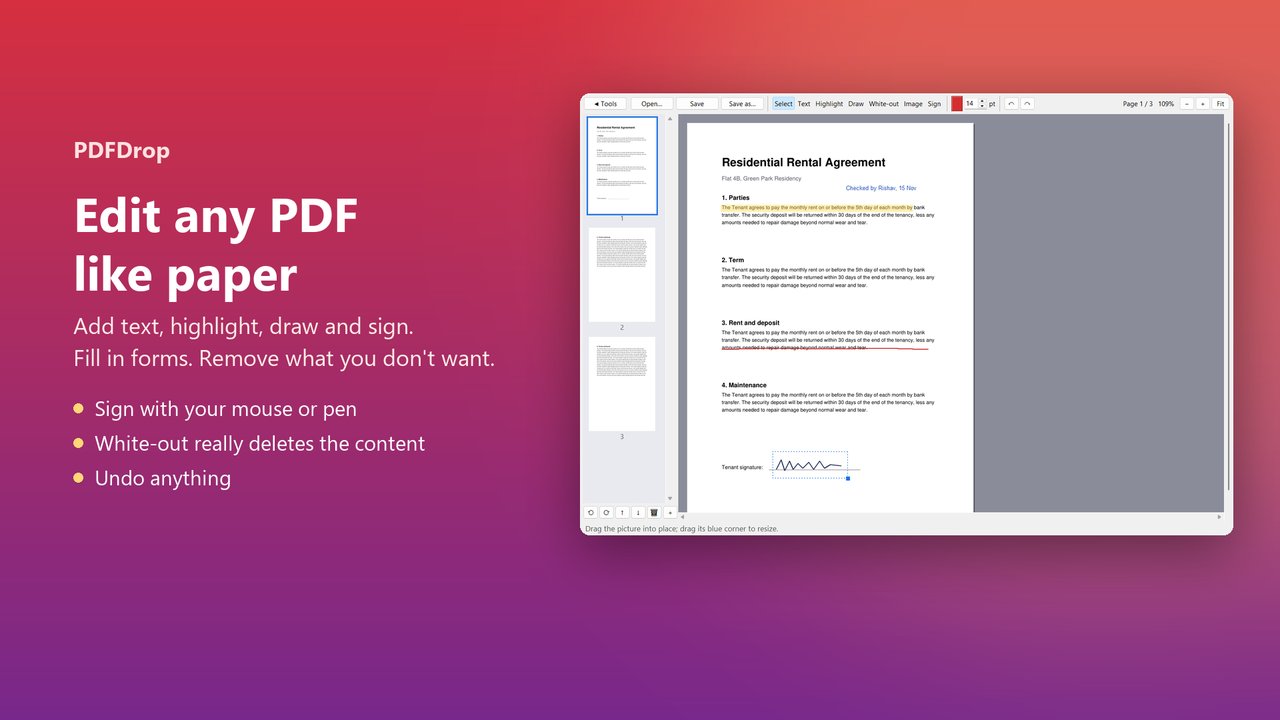 PDFDrop
Edit any PDF
like paper
Add text, highlight, draw and sign.
Fill in forms. Remove what you don't want.
Sign with your mouse or pen
White-out really deletes the content
Undo anything
◄ Tools Open... Save Save as... Select Text Highlight Draw White-out Image Sign 14 pt Page 1 / 3 109% − + Fit
Residential Rental Agreement
1
2
3
Residential Rental Agreement
Flat 4B, Green Park Residency
Checked by Rishav, 15 Nov
1. Parties
The Tenant agrees to pay the monthly rent on or before the 5th day of each month by bank
transfer. The security deposit will be returned within 30 days of the end of the tenancy, less any
amounts needed to repair damage beyond normal wear and tear.
2. Term
The Tenant agrees to pay the monthly rent on or before the 5th day of each month by bank
transfer. The security deposit will be returned within 30 days of the end of the tenancy, less any
amounts needed to repair damage beyond normal wear and tear.
3. Rent and deposit
The Tenant agrees to pay the monthly rent on or before the 5th day of each month by bank
transfer. The security deposit will be returned within 30 days of the end of the tenancy, less any
amounts needed to repair damage beyond normal wear and tear.
4. Maintenance
The Tenant agrees to pay the monthly rent on or before the 5th day of each month by bank
transfer. The security deposit will be returned within 30 days of the end of the tenancy, less any
amounts needed to repair damage beyond normal wear and tear.
Tenant signature:
Drag the picture into place; drag its blue corner to resize.